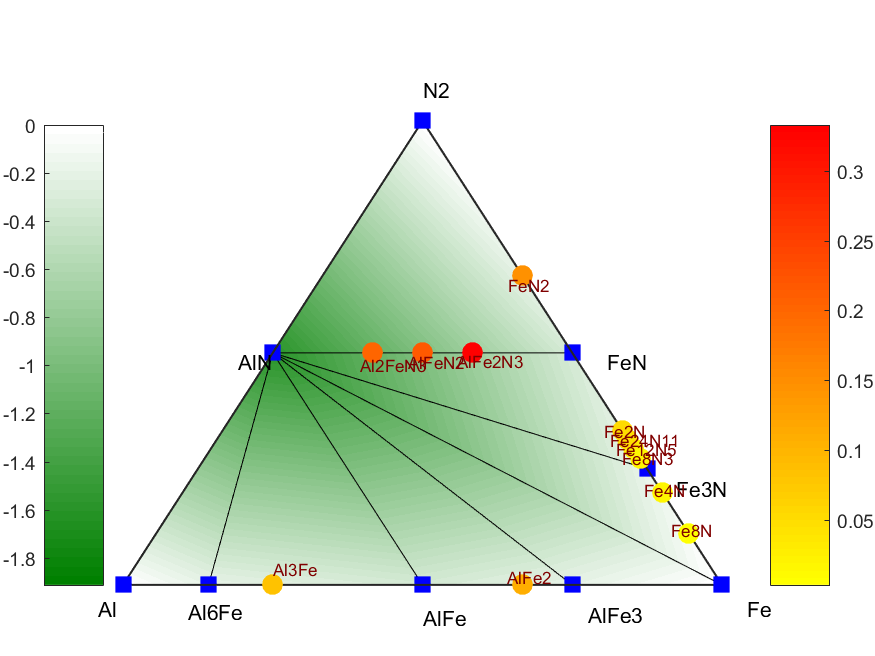 N2
0
-0.2
-0.4
-0.6
-0.8
-1
-1.2
-1.4
-1.6
-1.8
0.3
0.25
0.2
0.15
0.1
0.05
FeN2
AlN
Al2FeN3
AlFeN2
AlFe2N3
FeN
Fe2N
Fe24N11
Fe12N5
Fe8N3
Fe4N
Fe3N
Fe8N
Al3Fe
AlFe2
Al
Al6Fe
AlFe
AlFe3
Fe